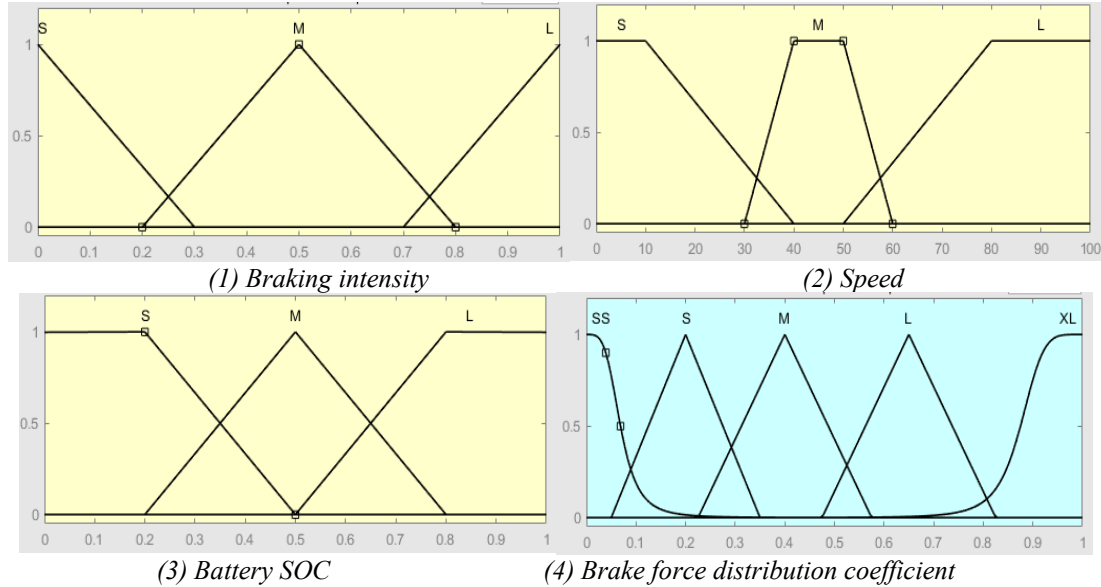 S M L
1
0.5
0
0 0.1 0.2 0.3 0.4 0.5 0.6 0.7 0.8 0.9 1
(1) Braking intensity
S M L
1
0.5
0
0 10 20 30 40 50 60 70 80 90 100
(2) Speed
S M L
1
0.5
0
0 0.1 0.2 0.3 0.4 0.5 0.6 0.7 0.8 0.9 1
(3) Battery SOC
SS S M L XL
1
0.5
0
0 0.1 0.2 0.3 0.4 0.5 0.6 0.7 0.8 0.9 1
(4) Brake force distribution coefficient